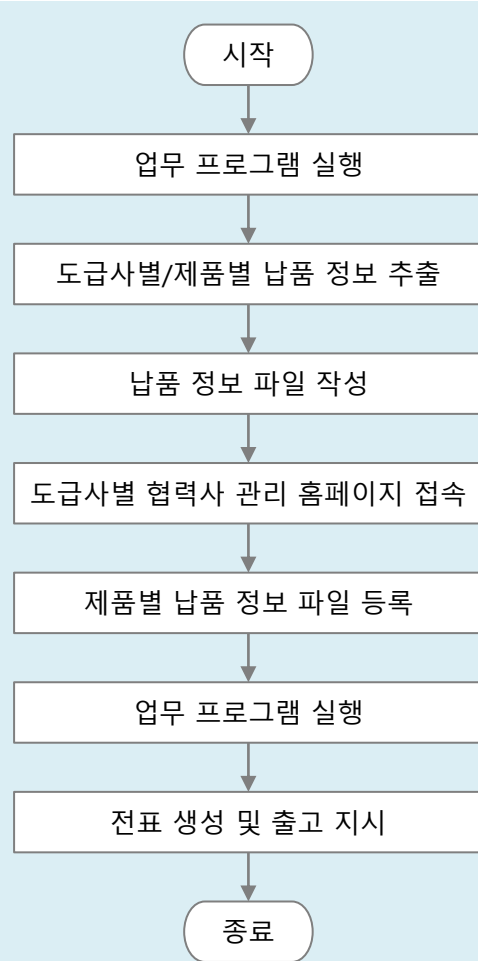 시작
업무 프로그램 실행
도급사별/제품별 납품 정보 추출
납품 정보 파일 작성
도급사별 협력사 관리 홈페이지 접속
제품별 납품 정보 파일 등록
업무 프로그램 실행
전표 생성 및 출고 지시
종료